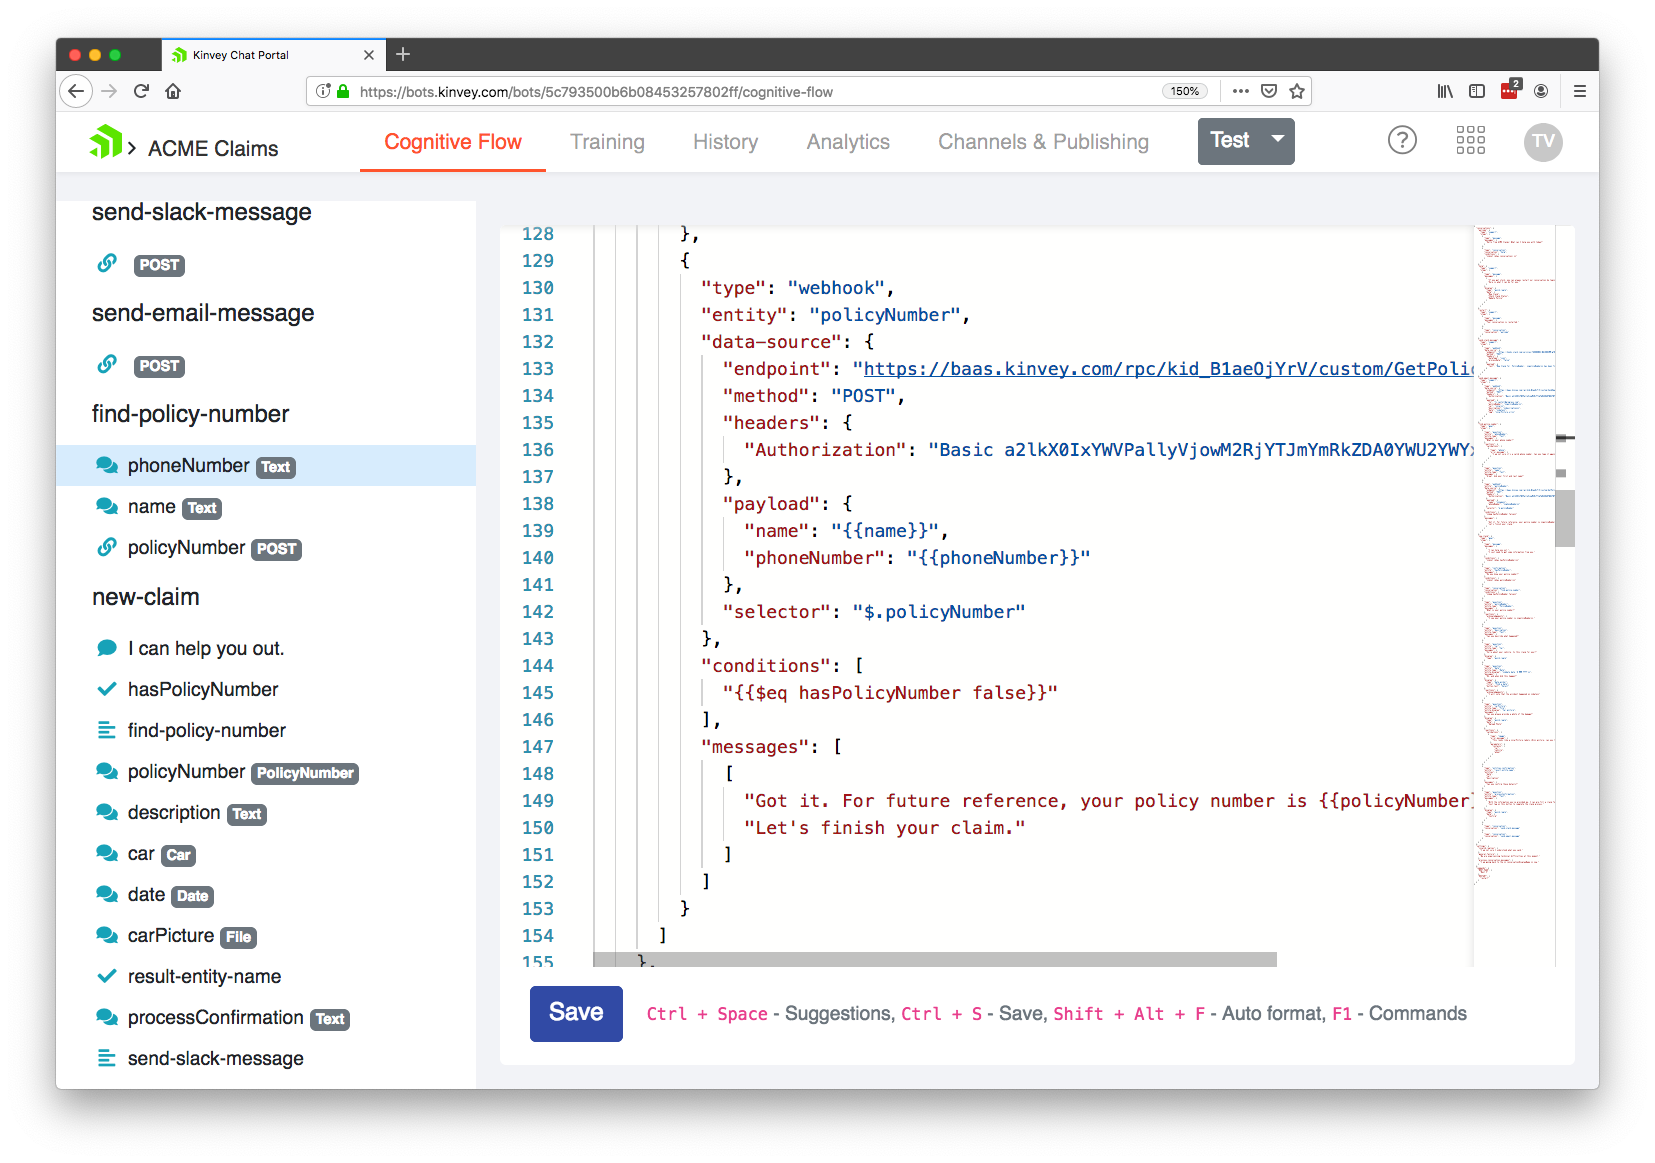 Kinvey Chat Portal
https://bots.kinvey.com/bots/5c793500b6b08453257802ff/cognitive-flow
150%
2
ACME Claims
Cognitive Flow
Training
History
Analytics
Channels & Publishing
Test
?
TV
send-slack-message
POST
send-email-message
POST
find-policy-number
phoneNumber Text
name Text
policyNumber POST
new-claim
I can help you out.
hasPolicyNumber
find-policy-number
policyNumber PolicyNumber
description Text
car Car
date Date
carPicture File
result-entity-name
processConfirmation Text
send-slack-message
128 },
129 {
130 "type": "webhook",
131 "entity": "policyNumber",
132 "data-source": {
133 "endpoint": "https://baas.kinvey.com/rpc/kid_B1aeOjYrV/custom/GetPolic
134 "method": "POST",
135 "headers": {
136 "Authorization": "Basic
137 },
138 "payload": {
139 "name": "{{name}}",
140 "phoneNumber": "{{phoneNumber}}"
141 },
142 "selector": "$.policyNumber"
143 },
144 "conditions": [
145 "{{$eq hasPolicyNumber false}}"
146 ],
147 "messages": [
148 [
149 "Got it. For future reference, your policy number is {{policyNumber
150 "Let's finish your claim."
151 ]
152 ]
153 }
154 ]
155 },
Save
Ctrl + Space - Suggestions, Ctrl + S - Save, Shift + Alt + F - Auto format, F1 - Commands